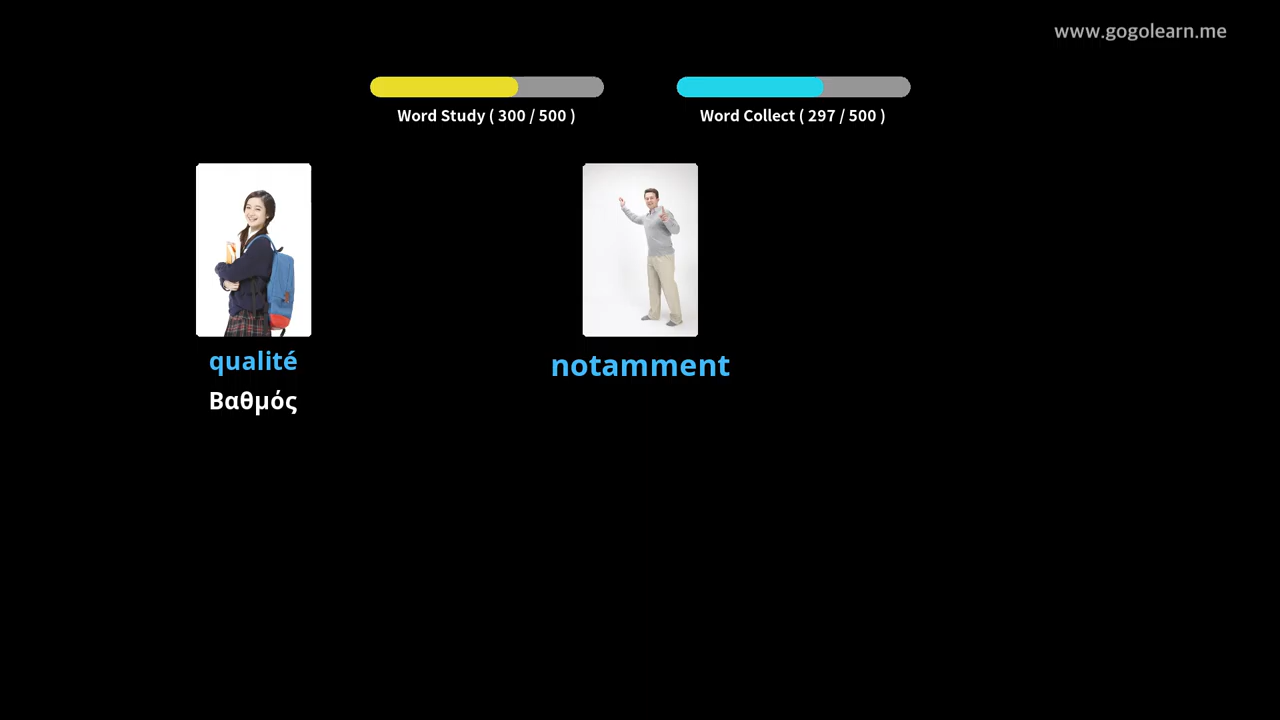 www.gogolearn.me
Word Study ( 300 / 500 )
Word Collect ( 297 / 500 )
qualité
Βαθμός
notamment